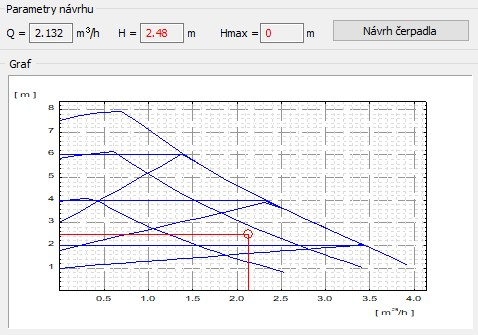 Parametry návrhu
Q = 2.132 m³/h H = 2.48 m Hmax = 0 m Návrh čerpadla
Graf
[ m ]
8
7
6
5
4
3
2
1
0.5 1.0 1.5 2.0 2.5 3.0 3.5 4.0
[ m^3/h ]